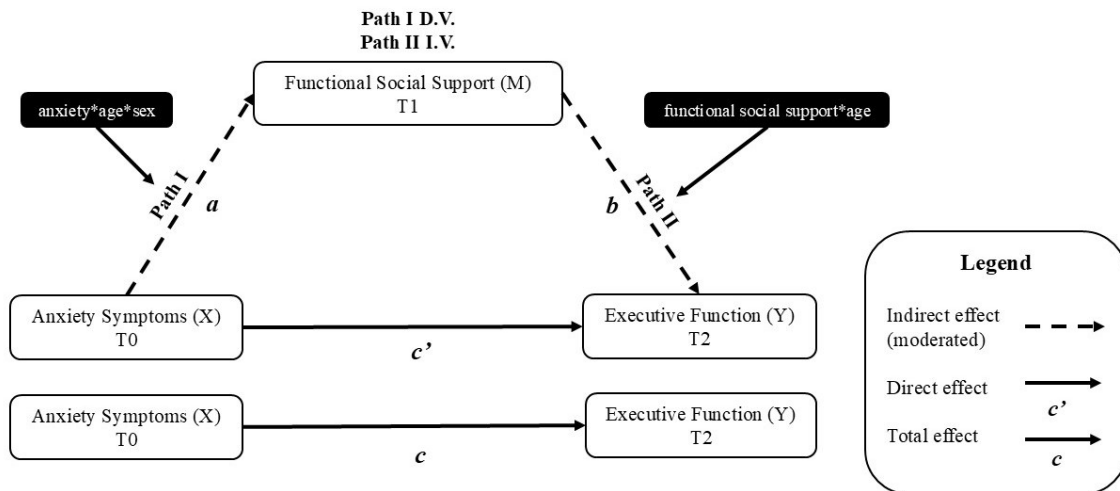 Path I D.V.
Path II I.V.
Functional Social Support (M)
T1
anxiety*age*sex
functional social support*age
Path I
a
b
Path II
Anxiety Symptoms (X)
T0
c’
Executive Function (Y)
T2
Anxiety Symptoms (X)
T0
c
Executive Function (Y)
T2
Legend
Indirect effect
(moderated)
Direct effect
c’
Total effect
c